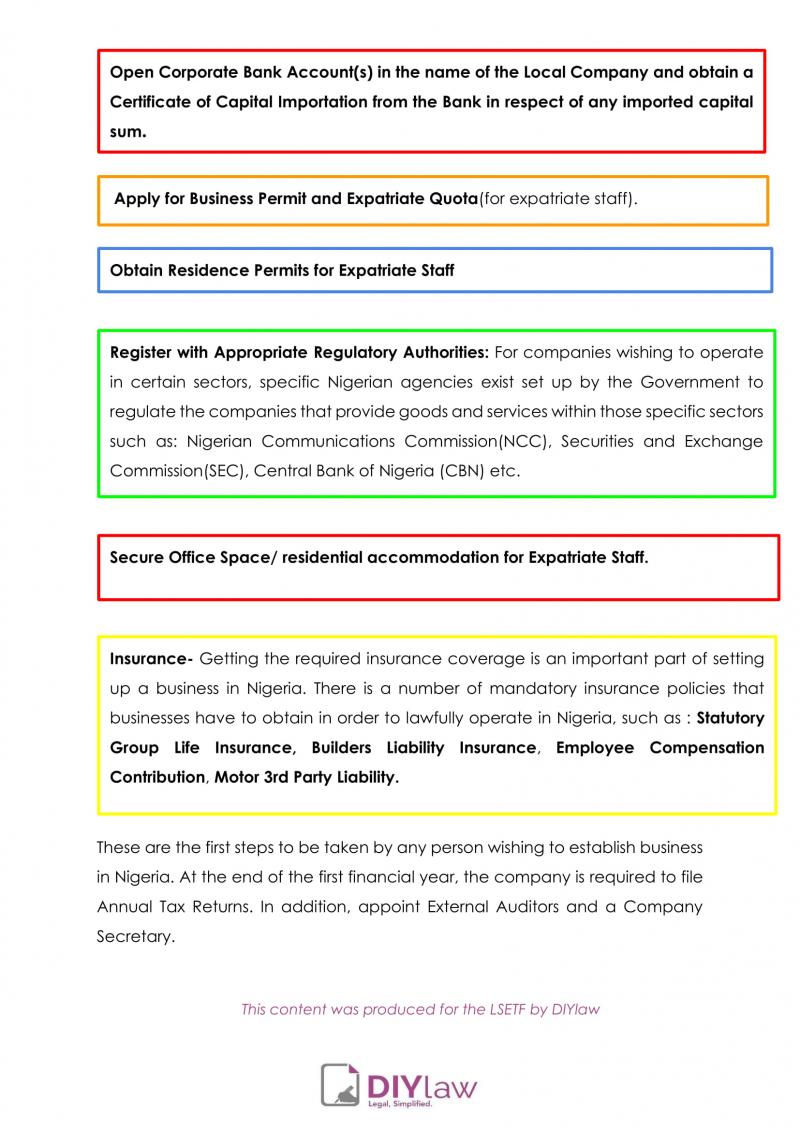 Open Corporate Bank Account(s) in the name of the Local Company and obtain a
Certificate of Capital Importation from the Bank in respect of any imported capital
sum.
Apply for Business Permit and Expatriate Quota(for expatriate staff).
Obtain Residence Permits for Expatriate Staff
Register with Appropriate Regulatory Authorities: For companies wishing to operate
in certain sectors, specific Nigerian agencies exist set up by the Government to
regulate the companies that provide goods and services within those specific sectors
such as: Nigerian Communications Commission(NCC), Securities and Exchange
Commission(SEC), Central Bank of Nigeria (CBN) etc.
Secure Office Space/ residential accommodation for Expatriate Staff.
Insurance- Getting the required insurance coverage is an important part of setting
up a business in Nigeria. There is a number of mandatory insurance policies that
businesses have to obtain in order to lawfully operate in Nigeria, such as : Statutory
Group Life Insurance, Builders Liability Insurance, Employee Compensation
Contribution, Motor 3rd Party Liability.
These are the first steps to be taken by any person wishing to establish business
in Nigeria. At the end of the first financial year, the company is required to file
Annual Tax Returns. In addition, appoint External Auditors and a Company
Secretary.
This content was produced for the LSETF by DIYlaw
DIYlaw
Legal, Simplified.